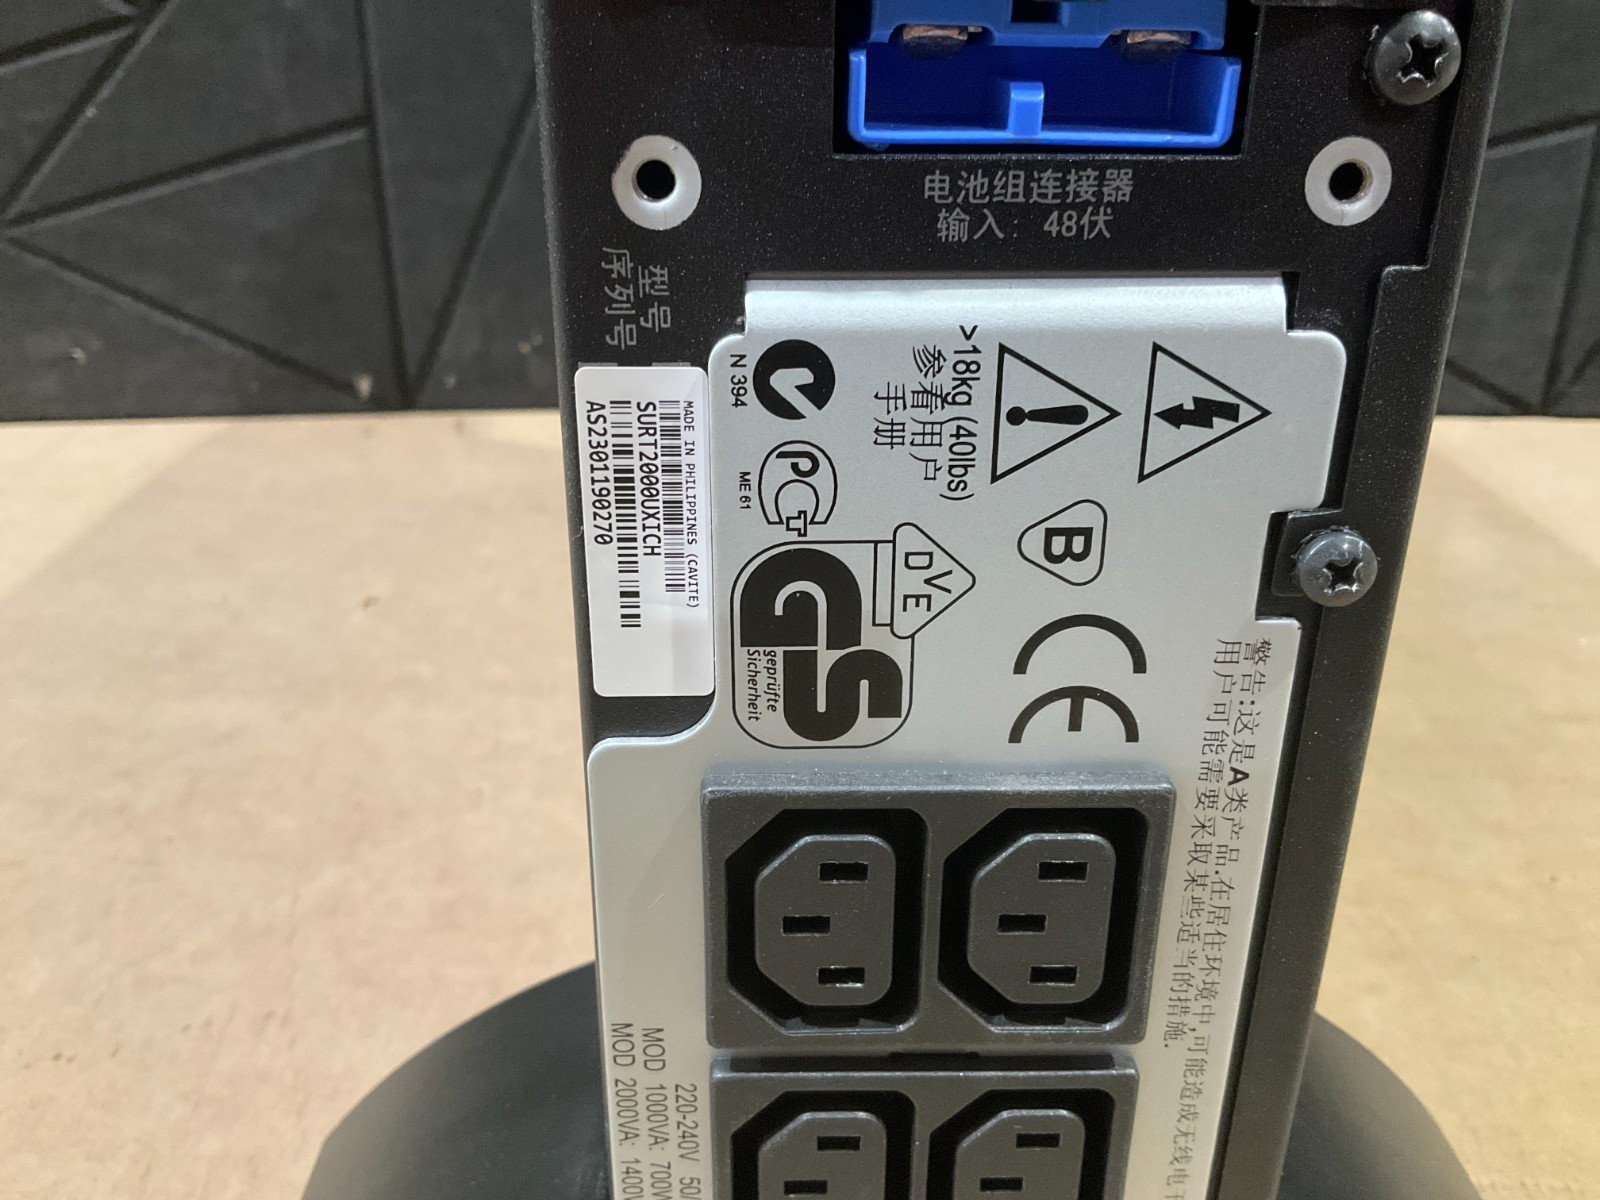 电池组连接器
输入: 48伏
型号
序列号
MADE IN PHILIPPINES (CAVITE)
SURT2000UXICH
AS2301190270
N 394
>18kg (40lbs)
参看用户
手册
ME 61
B
DVE
GS
geprüfte
Sicherheit
CE
警告:这是A类产品.在居住环境中,可能造成无线电干
用户可能需要采取某些适当的措施.
220-240V 50/
MOD 1000VA: 700W
MOD 2000VA: 1400W